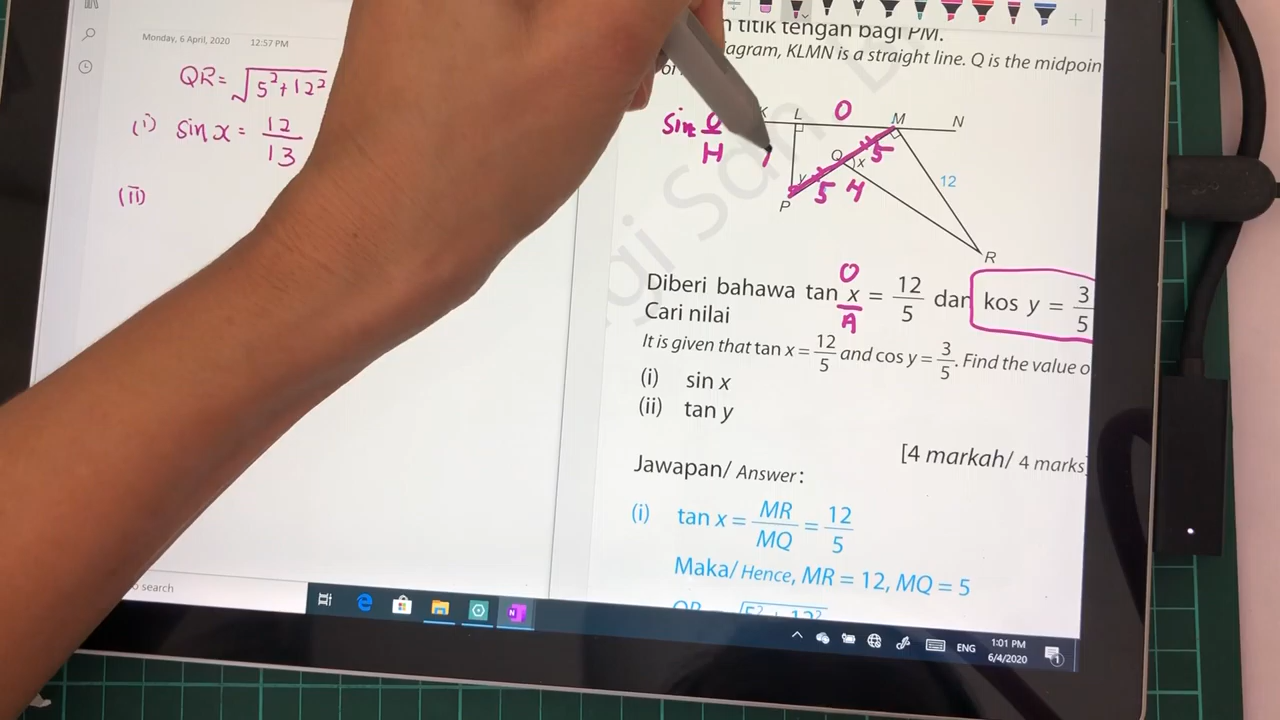 Monday, 6 April, 2020 12:57 PM
QR = √5²+12²
(i) sin x = 12/13
(ii)
titik tengah bagi PM.
agram, KLMN is a straight line. Q is the midpoin
sin O/H
K L O M N
Q x 5
y 5 H
P
12
R
O
Diberi bahawa tan x = 12/5 dan kos y = 3/5
A
Cari nilai
It is given that tan x = 12/5 and cos y = 3/5. Find the value o
(i) sin x
(ii) tan y
[4 markah/ 4 marks]
Jawapan/ Answer:
(i) tan x = MR/MQ = 12/5
Maka/ Hence, MR = 12, MQ = 5
search
ENG
1:01 PM
6/4/2020
1